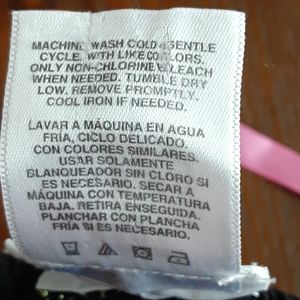 MACHINE WASH COLD GENTLE
CYCLE. WITH LIKE COLORS.
ONLY NON-CHLORINE BLEACH
WHEN NEEDED. TUMBLE DRY
LOW. REMOVE PROMPTLY.
COOL IRON IF NEEDED.
LAVAR A MÁQUINA EN AGUA
FRÍA, CICLO DELICADO.
CON COLORES SIMILARES.
USAR SOLAMENTE
BLANQUEADOR SIN CLORO SI
ES NECESARIO. SECAR A
MÁQUINA CON TEMPERATURA
BAJA. RETIRA ENSEGUIDA.
PLANCHAR CON PLANCHA
FRÍA SI ES NECESARIO.